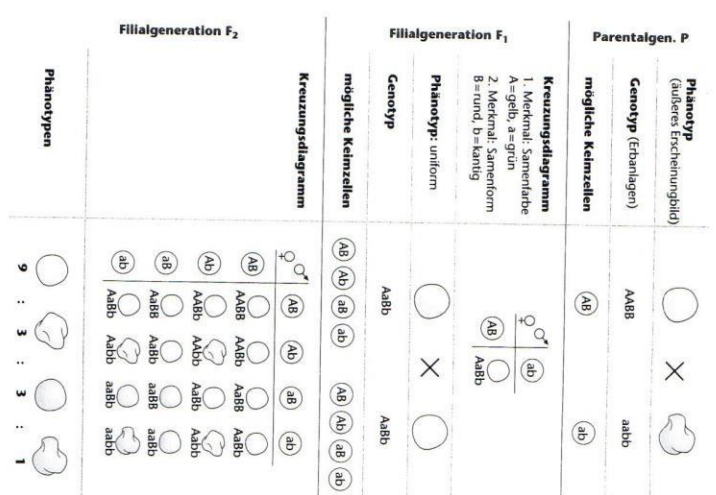 Parentalgen. P
Phänotyp
(äußeres Erscheinungbild)
Genotyp (Erbanlagen) AABB aabb
mögliche Keimzellen AB ab
Filialgeneration F₁
Kreuzungsdiagramm
1. Merkmal: Samenfarbe
A=gelb, a=grün
2. Merkmal: Samenform
B=rund, b=kantig
♀ ♂ ab
AB AaBb
Phänotyp: uniform
Genotyp AaBb AaBb
mögliche Keimzellen AB Ab aB ab AB Ab aB ab
Filialgeneration F₂
Kreuzungsdiagramm
♀ ♂ AB Ab aB ab
AB AABB AABb AaBB AaBb
Ab AABb AAbb AaBb Aabb
aB AaBB AaBb aaBB aaBb
ab AaBb Aabb aaBb aabb
Phänotypen
9 : 3 : 3 : 1